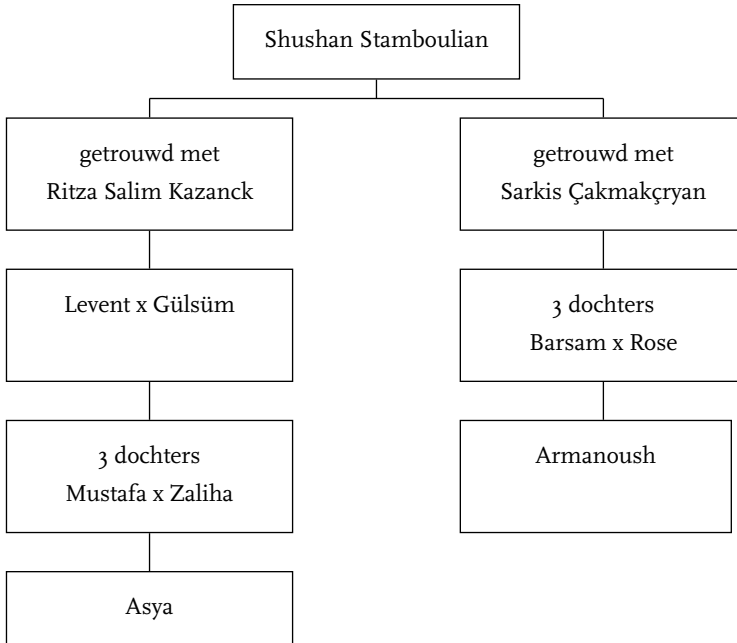 Shushan Stamboulian
getrouwd met
Ritza Salim Kazanck
getrouwd met
Sarkis Çakmakçryan
Levent x Gülsüm
3 dochters
Barsam x Rose
3 dochters
Mustafa x Zaliha
Armanoush
Asya